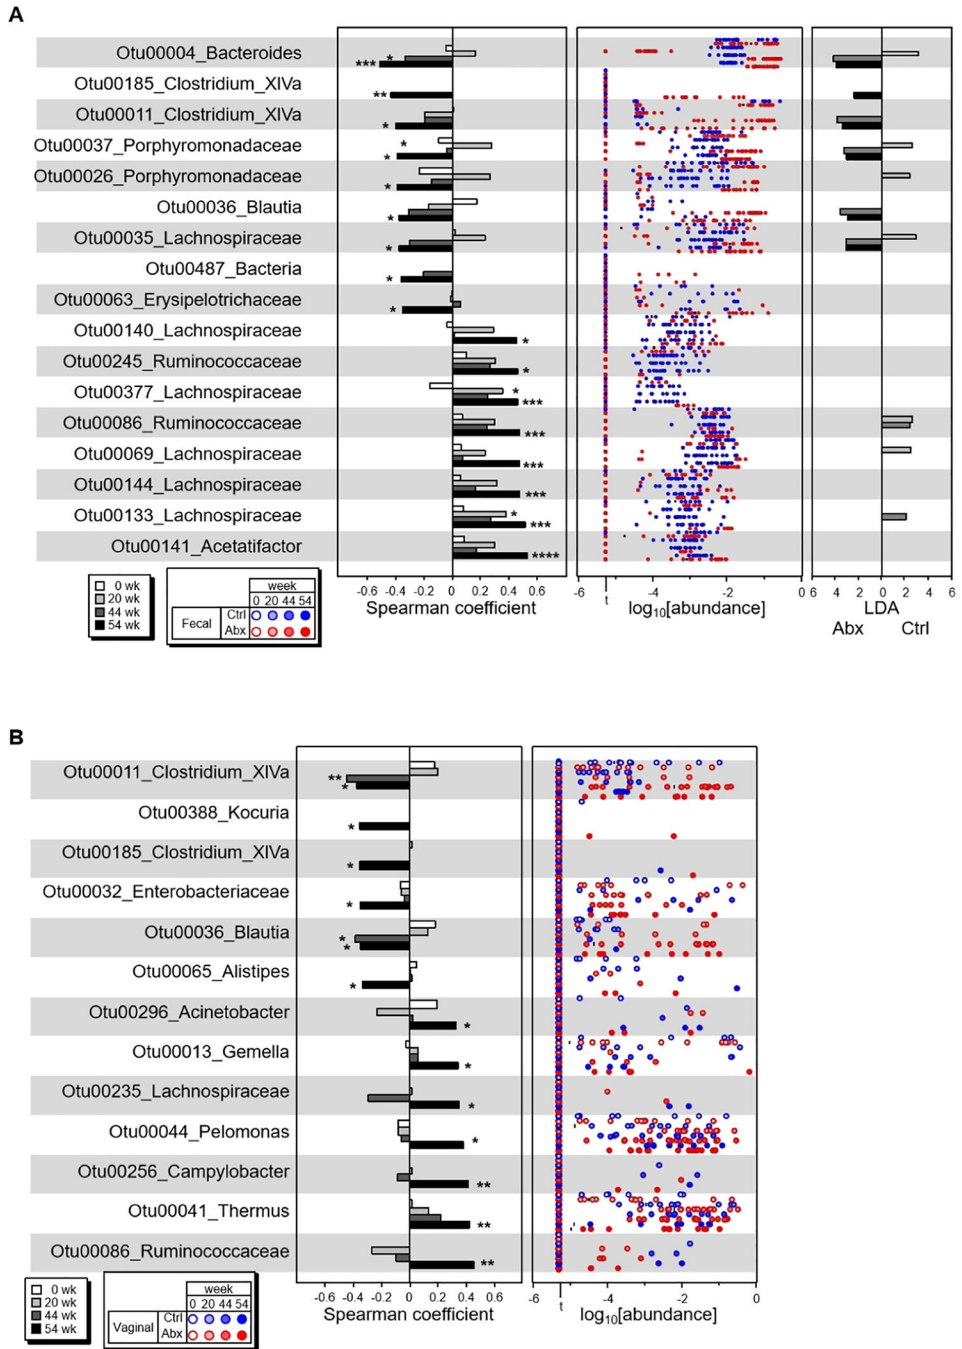 A
Otu00004_Bacteroides
Otu00185_Clostridium_XIVa
Otu00011_Clostridium_XIVa
Otu00037_Porphyromonadaceae
Otu00026_Porphyromonadaceae
Otu00036_Blautia
Otu00035_Lachnospiraceae
Otu00487_Bacteria
Otu00063_Erysipelotrichaceae
Otu00140_Lachnospiraceae
Otu00245_Ruminococcaceae
Otu00377_Lachnospiraceae
Otu00086_Ruminococcaceae
Otu00069_Lachnospiraceae
Otu00144_Lachnospiraceae
Otu00133_Lachnospiraceae
Otu00141_Acetatifactor
* *** ** * * * * * * * * * * *** *** *** *** * *** ****
-0.6 -0.4 -0.2 0 0.2 0.4 0.6
Spearman coefficient
-6 t -4 -2 0
log10[abundance]
6 4 2 0 2 4 6
LDA
Abx Ctrl
0 wk
20 wk
44 wk
54 wk
week
0 20 44 54
Fecal
Ctrl
Abx
B
Otu00011_Clostridium_XIVa
Otu00388_Kocuria
Otu00185_Clostridium_XIVa
Otu00032_Enterobacteriaceae
Otu00036_Blautia
Otu00065_Alistipes
Otu00296_Acinetobacter
Otu00013_Gemella
Otu00235_Lachnospiraceae
Otu00044_Pelomonas
Otu00256_Campylobacter
Otu00041_Thermus
Otu00086_Ruminococcaceae
** * * * * * * * * * * * ** ** **
-0.6 -0.4 -0.2 0 0.2 0.4 0.6
Spearman coefficient
-6 t -4 -2 0
log10[abundance]
0 wk
20 wk
44 wk
54 wk
week
0 20 44 54
Vaginal
Ctrl
Abx